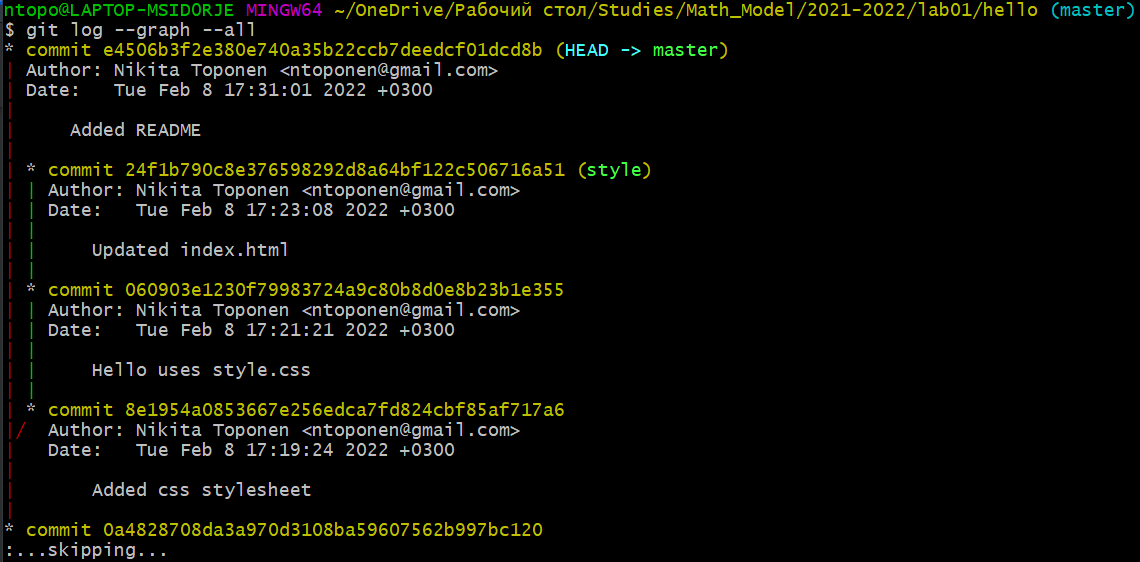 ntopo@LAPTOP-MSIDORJE MINGW64 ~/OneDrive/Рабочий стол/Studies/Math_Model/2021-2022/lab01/hello (master)
$ git log --graph --all
* commit e4506b3f2e380e740a35b22ccb7deedcf01dcd8b (HEAD -> master)
| Author: Nikita Toponen <ntoponen@gmail.com>
| Date:   Tue Feb 8 17:31:01 2022 +0300
|
|     Added README
|
| * commit 24f1b790c8e376598292d8a64bf122c506716a51 (style)
| | Author: Nikita Toponen <ntoponen@gmail.com>
| | Date:   Tue Feb 8 17:23:08 2022 +0300
| |
| |     Updated index.html
| |
| * commit 060903e1230f79983724a9c80b8d0e8b23b1e355
| | Author: Nikita Toponen <ntoponen@gmail.com>
| | Date:   Tue Feb 8 17:21:21 2022 +0300
| |
| |     Hello uses style.css
| |
| * commit 8e1954a0853667e256edca7fd824cbf85af717a6
|/  Author: Nikita Toponen <ntoponen@gmail.com>
|   Date:   Tue Feb 8 17:19:24 2022 +0300
|
|       Added css stylesheet
|
* commit 0a4828708da3a970d3108ba59607562b997bc120
:...skipping...